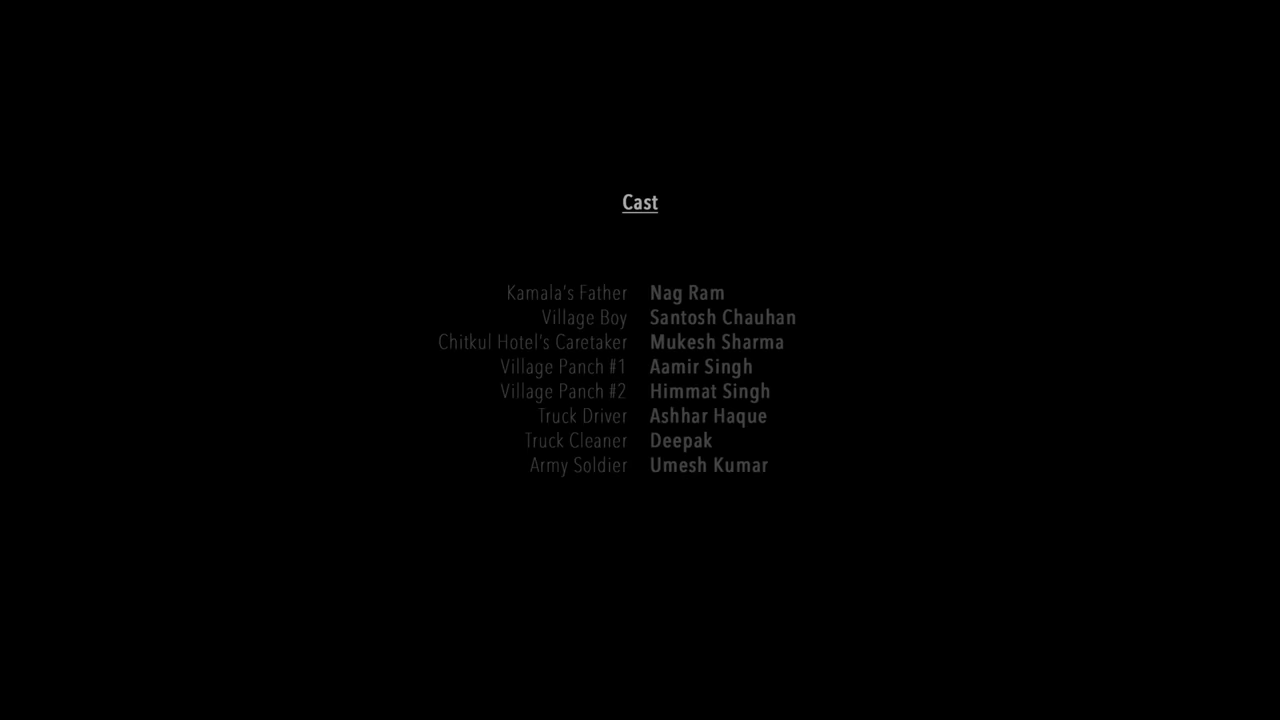 Cast
Kamala's Father Nag Ram
Village Boy Santosh Chauhan
Chitkul Hotel's Caretaker Mukesh Sharma
Village Panch #1 Aamir Singh
Village Panch #2 Himmat Singh
Truck Driver Ashhar Haque
Truck Cleaner Deepak
Army Soldier Umesh Kumar